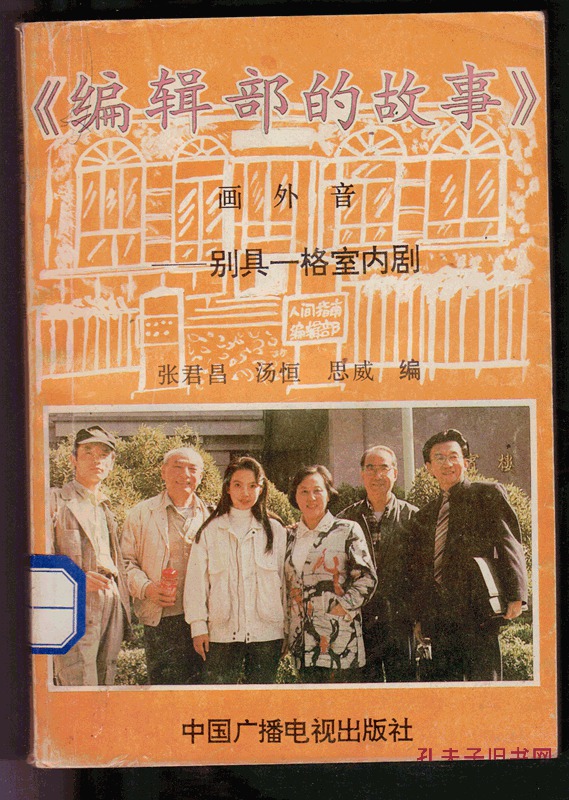 《编辑部的故事》
画外音
——别具一格室内剧
人间指南
编辑部
张君昌 汤恒 思威 编
楼
中国广播电视出版社
孔夫子旧书网